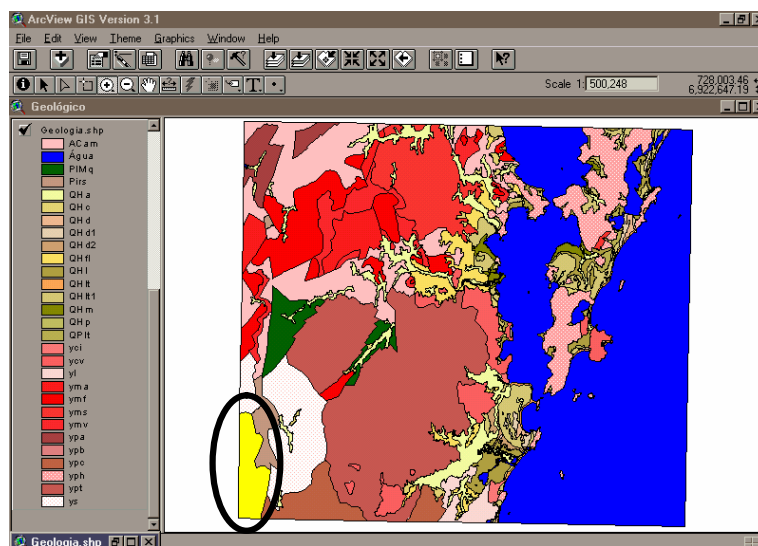 ArcView GIS Version 3.1
File Edit View Theme Graphics Window Help
Scale 1: 500,248
728,003.46
6,922,647.19
Geológico
Geologia.shp
ACam
Água
PIMq
Pirs
QHa
QHc
QHd
QHd1
QHd2
QHfl
QHl
QHlt
QHlt1
QHm
QHp
QPlt
yci
ycv
yl
yma
ymf
yms
ymv
ypa
ypb
ypc
yph
ypt
ys
Geologia.shp